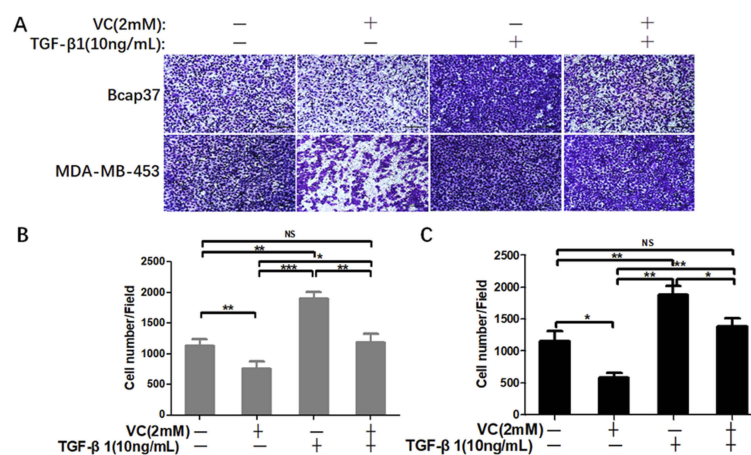 A
VC(2mM): — + — +
TGF-β1(10ng/mL): — — + +
Bcap37
MDA-MB-453
B
NS
**
*
*** **
**
Cell number/Field
2500
2000
1500
1000
500
0
VC(2mM) — + — +
TGF-β 1(10ng/mL) — — + +
C
NS
**
**
** *
*
Cell number/Field
2500
2000
1500
1000
500
0
VC(2mM) — + — +
TGF-β 1(10ng/mL) — — + +